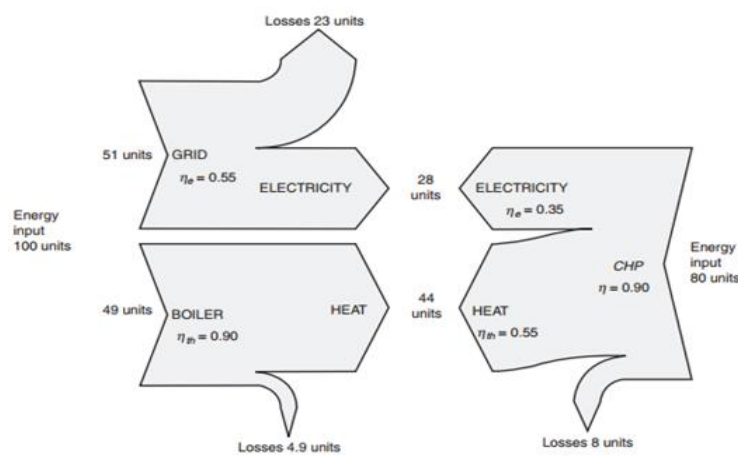 Losses 23 units
51 units
GRID
ηe = 0.55
ELECTRICITY
28
units
ELECTRICITY
ηe = 0.35
Energy
input
100 units
CHP
η = 0.90
Energy
input
80 units
49 units
BOILER
ηth = 0.90
HEAT
44
units
HEAT
ηth = 0.55
Losses 4.9 units
Losses 8 units